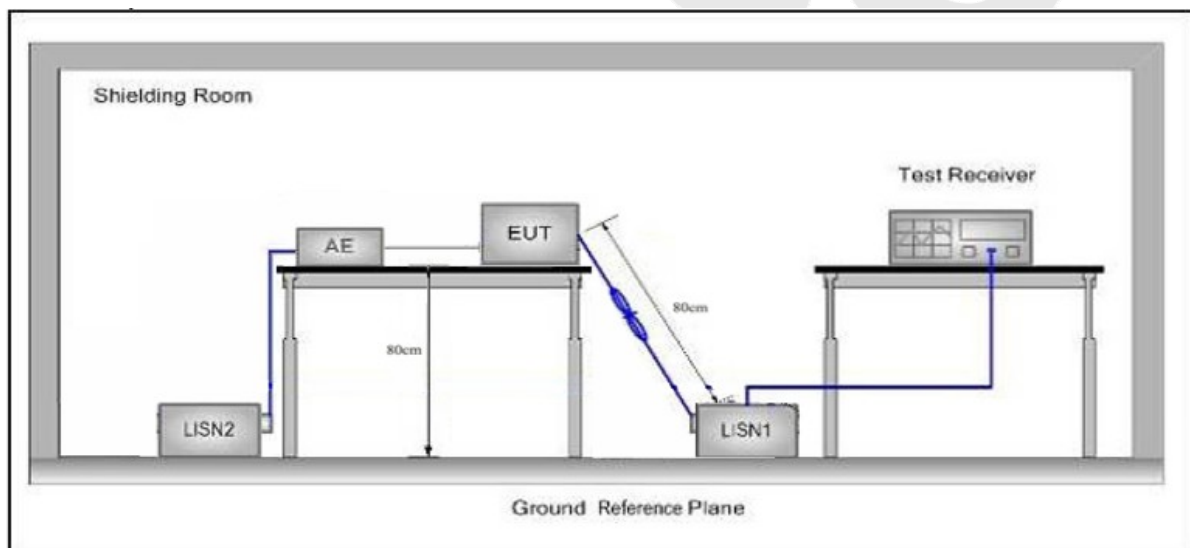 Shielding Room
Test Receiver
EUT
AE
80cm
80cm
LISN2
LISN1
Ground Reference Plane